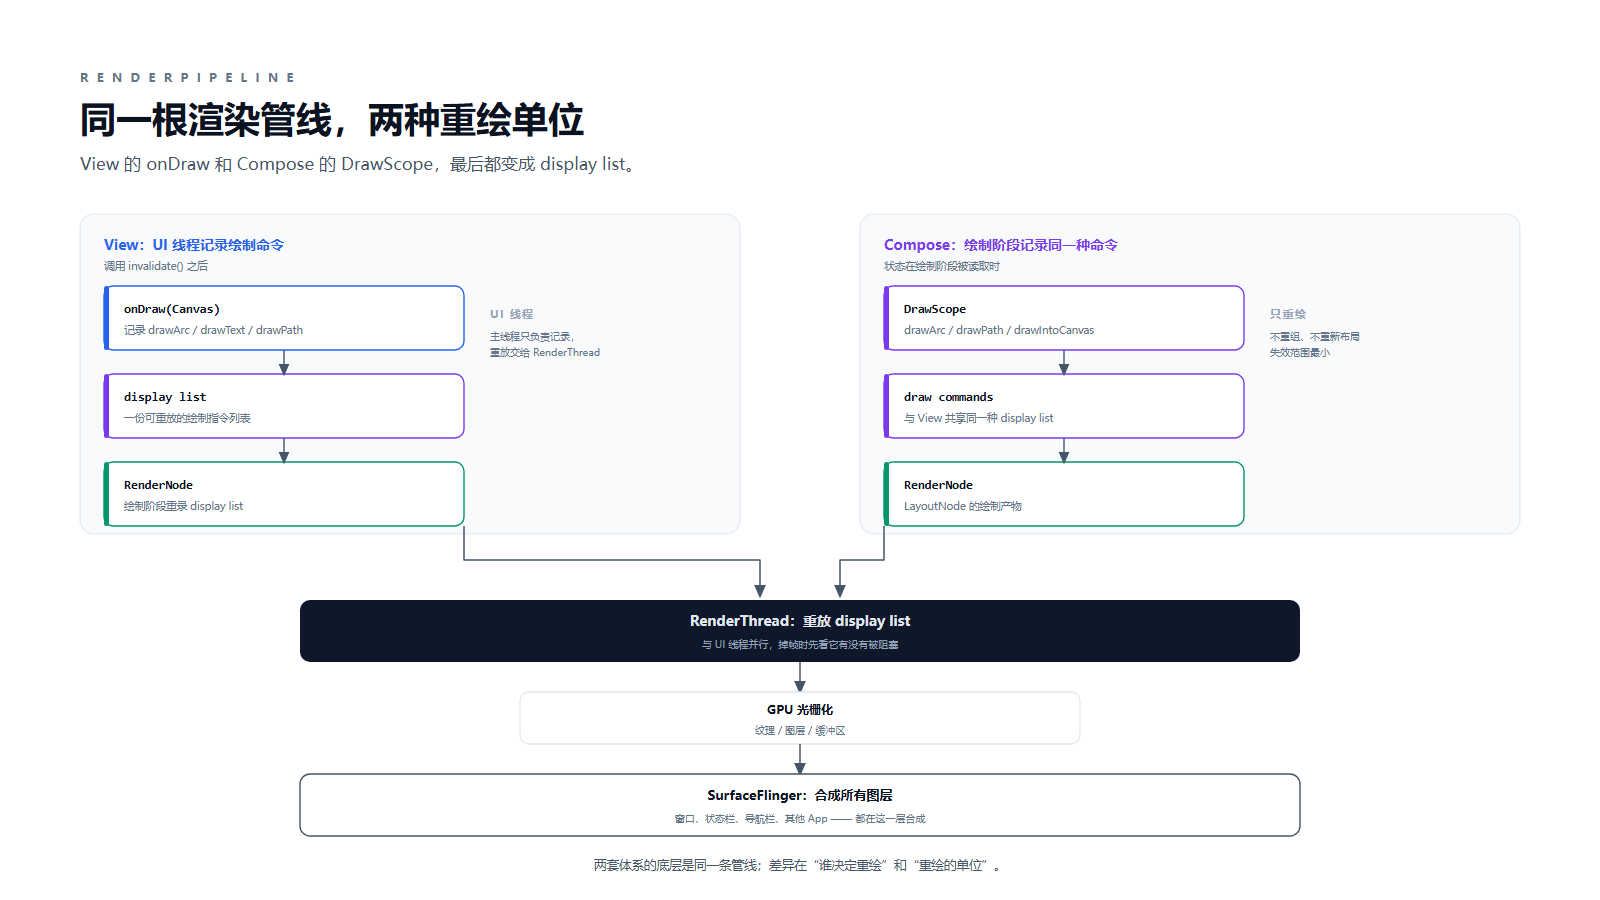 RENDERPIPELINE
同一根渲染管线，两种重绘单位
View 的 onDraw 和 Compose 的 DrawScope，最后都变成 display list。
View：UI 线程记录绘制命令
调用 invalidate() 之后
onDraw(Canvas)
记录 drawArc / drawText / drawPath
UI 线程
主线程只负责记录，
重放交给 RenderThread
display list
一份可重放的绘制指令列表
RenderNode
绘制阶段重录 display list
Compose：绘制阶段记录同一种命令
状态在绘制阶段被读取时
DrawScope
drawArc / drawPath / drawIntoCanvas
只重绘
不重组、不重新布局
失效范围最小
draw commands
与 View 共享同一种 display list
RenderNode
LayoutNode 的绘制产物
RenderThread：重放 display list
与 UI 线程并行，掉帧时先看它有没有被阻塞
GPU 光栅化
纹理 / 图层 / 缓冲区
SurfaceFlinger：合成所有图层
窗口、状态栏、导航栏、其他 App —— 都在这一层合成
两套体系的底层是同一条管线；差异在“谁决定重绘”和“重绘的单位”。